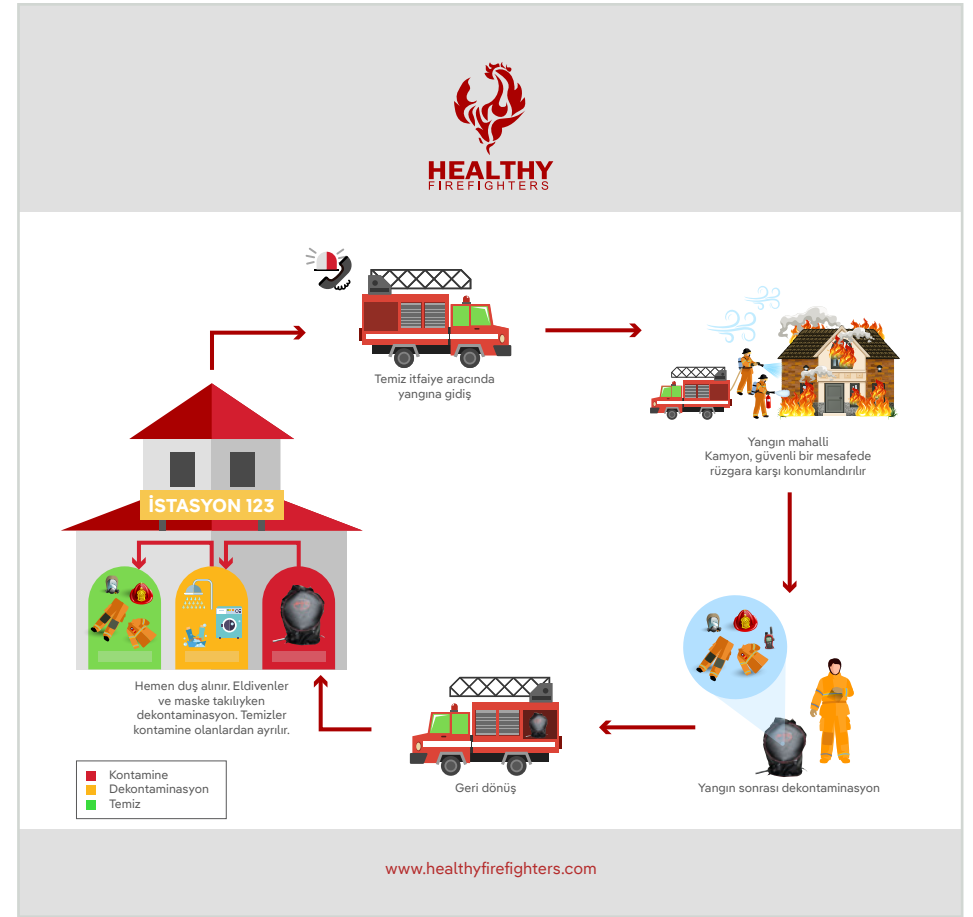 HEALTHY
FIREFIGHTERS
Temiz itfaiye aracında
yangına gidiş
Yangın mahalli
Kamyon, güvenli bir mesafede
rüzgara karşı konumlandırılır
İSTASYON 123
Hemen duş alınır. Eldivenler
ve maske takılıyken
dekontaminasyon. Temizler
kontamine olanlardan ayrılır.
Geri dönüş
Yangın sonrası dekontaminasyon
Kontamine
Dekontaminasyon
Temiz
www.healthyfirefighters.com